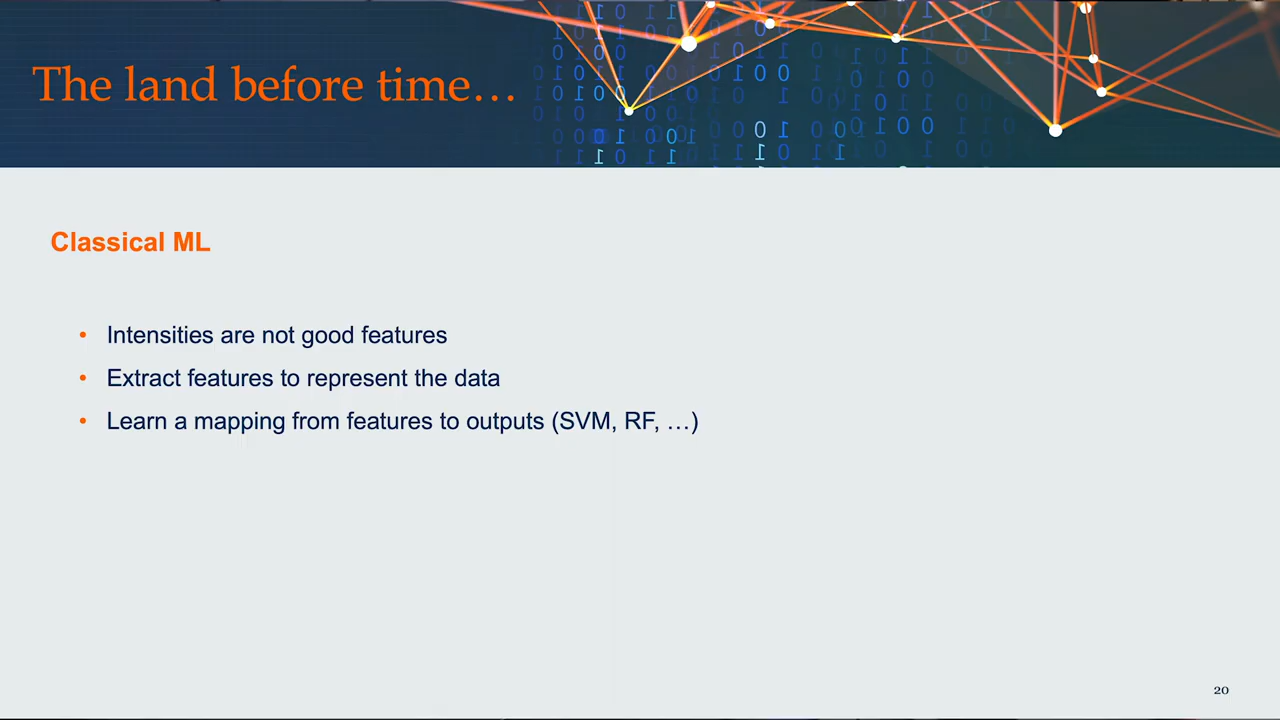 The land before time…
Classical ML
• Intensities are not good features
• Extract features to represent the data
• Learn a mapping from features to outputs (SVM, RF, …)
20